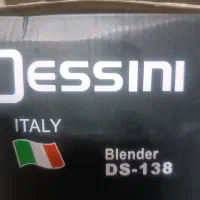 DESSINI
ITALY
Blender
DS-138